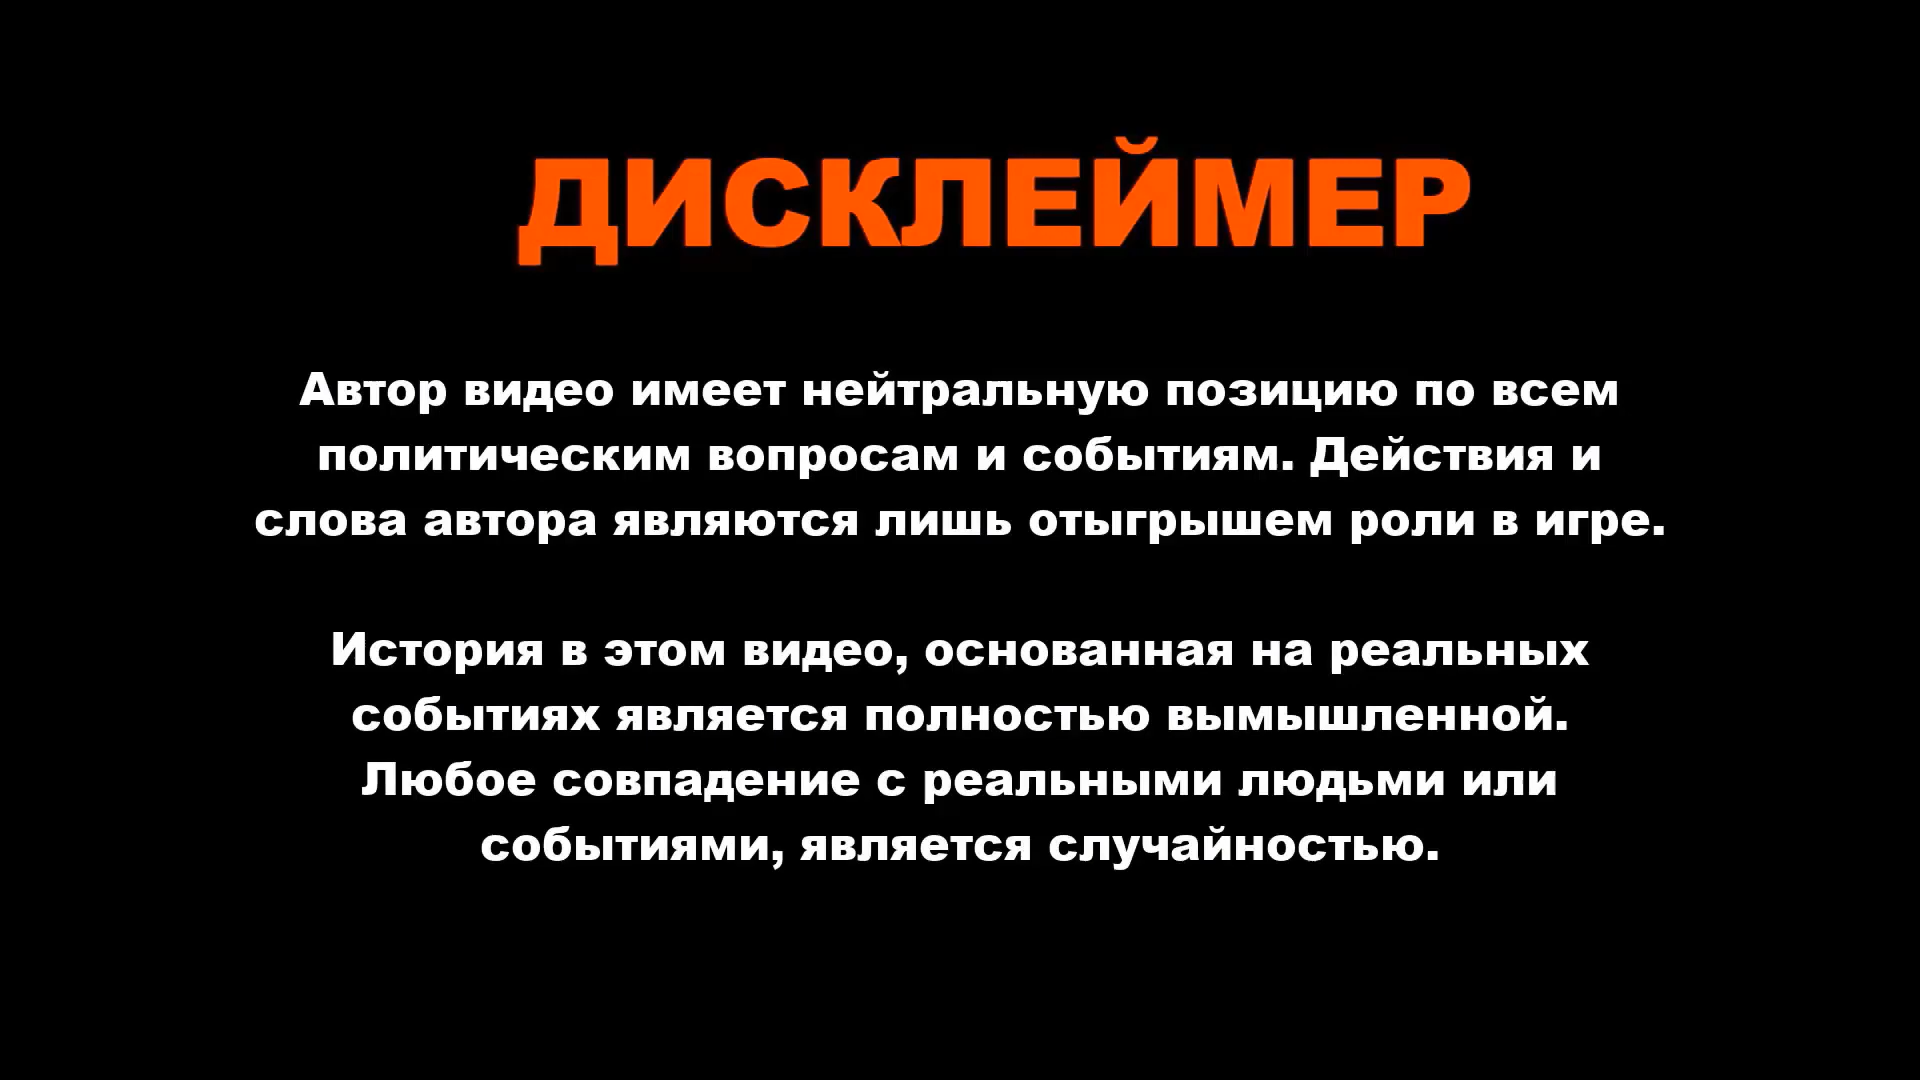 ДИСКЛЕЙМЕР
Автор видео имеет нейтральную позицию по всем
политическим вопросам и событиям. Действия и
слова автора являются лишь отыгрышем роли в игре.
История в этом видео, основанная на реальных
событиях является полностью вымышленной.
Любое совпадение с реальными людьми или
событиями, является случайностью.